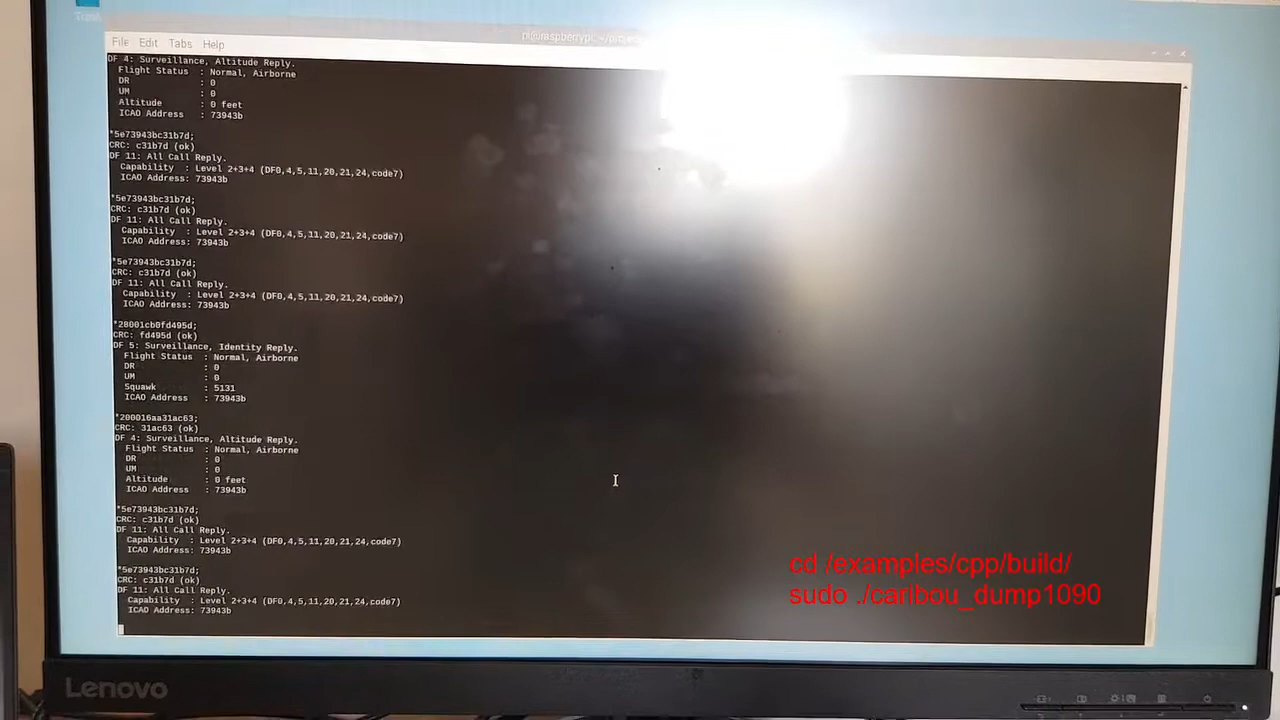 File Edit Tabs Help
DF 4: Surveillance, Altitude Reply.
Flight Status : Normal, Airborne
DR : 0
UM : 0
Altitude : 0 feet
ICAO Address : 73943b
*5e73943bc31b7d;
CRC: c31b7d (ok)
DF 11: All Call Reply.
Capability : Level 2+3+4 (DF0,4,5,11,20,21,24,code7)
ICAO Address: 73943b
*5e73943bc31b7d;
CRC: c31b7d (ok)
DF 11: All Call Reply.
Capability : Level 2+3+4 (DF0,4,5,11,20,21,24,code7)
ICAO Address: 73943b
*5e73943bc31b7d;
CRC: c31b7d (ok)
DF 11: All Call Reply.
Capability : Level 2+3+4 (DF0,4,5,11,20,21,24,code7)
ICAO Address: 73943b
*28001cb0fd495d;
CRC: fd495d (ok)
DF 5: Surveillance, Identity Reply.
Flight Status : Normal, Airborne
DR : 0
UM : 0
Squawk : 5131
ICAO Address : 73943b
*200016aa31ac63;
CRC: 31ac63 (ok)
DF 4: Surveillance, Altitude Reply.
Flight Status : Normal, Airborne
DR : 0
UM : 0
Altitude : 0 feet
ICAO Address : 73943b
*5e73943bc31b7d;
CRC: c31b7d (ok)
DF 11: All Call Reply.
Capability : Level 2+3+4 (DF0,4,5,11,20,21,24,code7)
ICAO Address: 73943b
*5e73943bc31b7d;
CRC: c31b7d (ok)
DF 11: All Call Reply.
Capability : Level 2+3+4 (DF0,4,5,11,20,21,24,code7)
ICAO Address: 73943b
cd /examples/cpp/build/
sudo ./caribou_dump1090
Lenovo